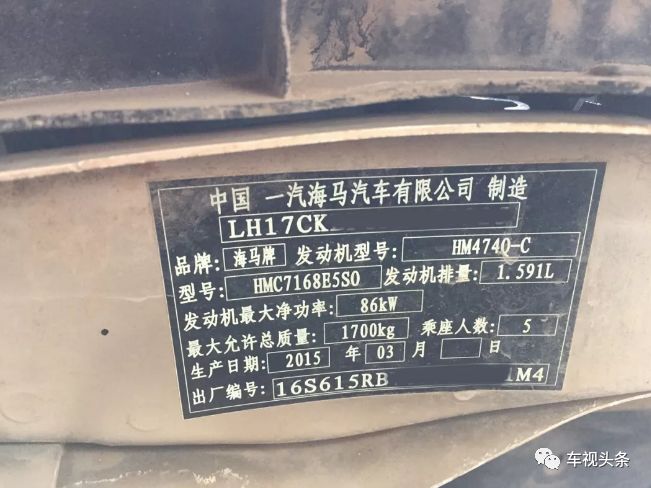 中国 一汽海马汽车有限公司 制造
LH17CK
品牌: 海马牌 发动机型号: HM474Q-C
型号: HMC7168E5S0 发动机排量: 1.591L
发动机最大净功率: 86kW
最大允许总质量: 1700kg 乘座人数: 5
生产日期: 2015 年 03 月 日
出厂编号: 16S615RB 1M4
车视头条